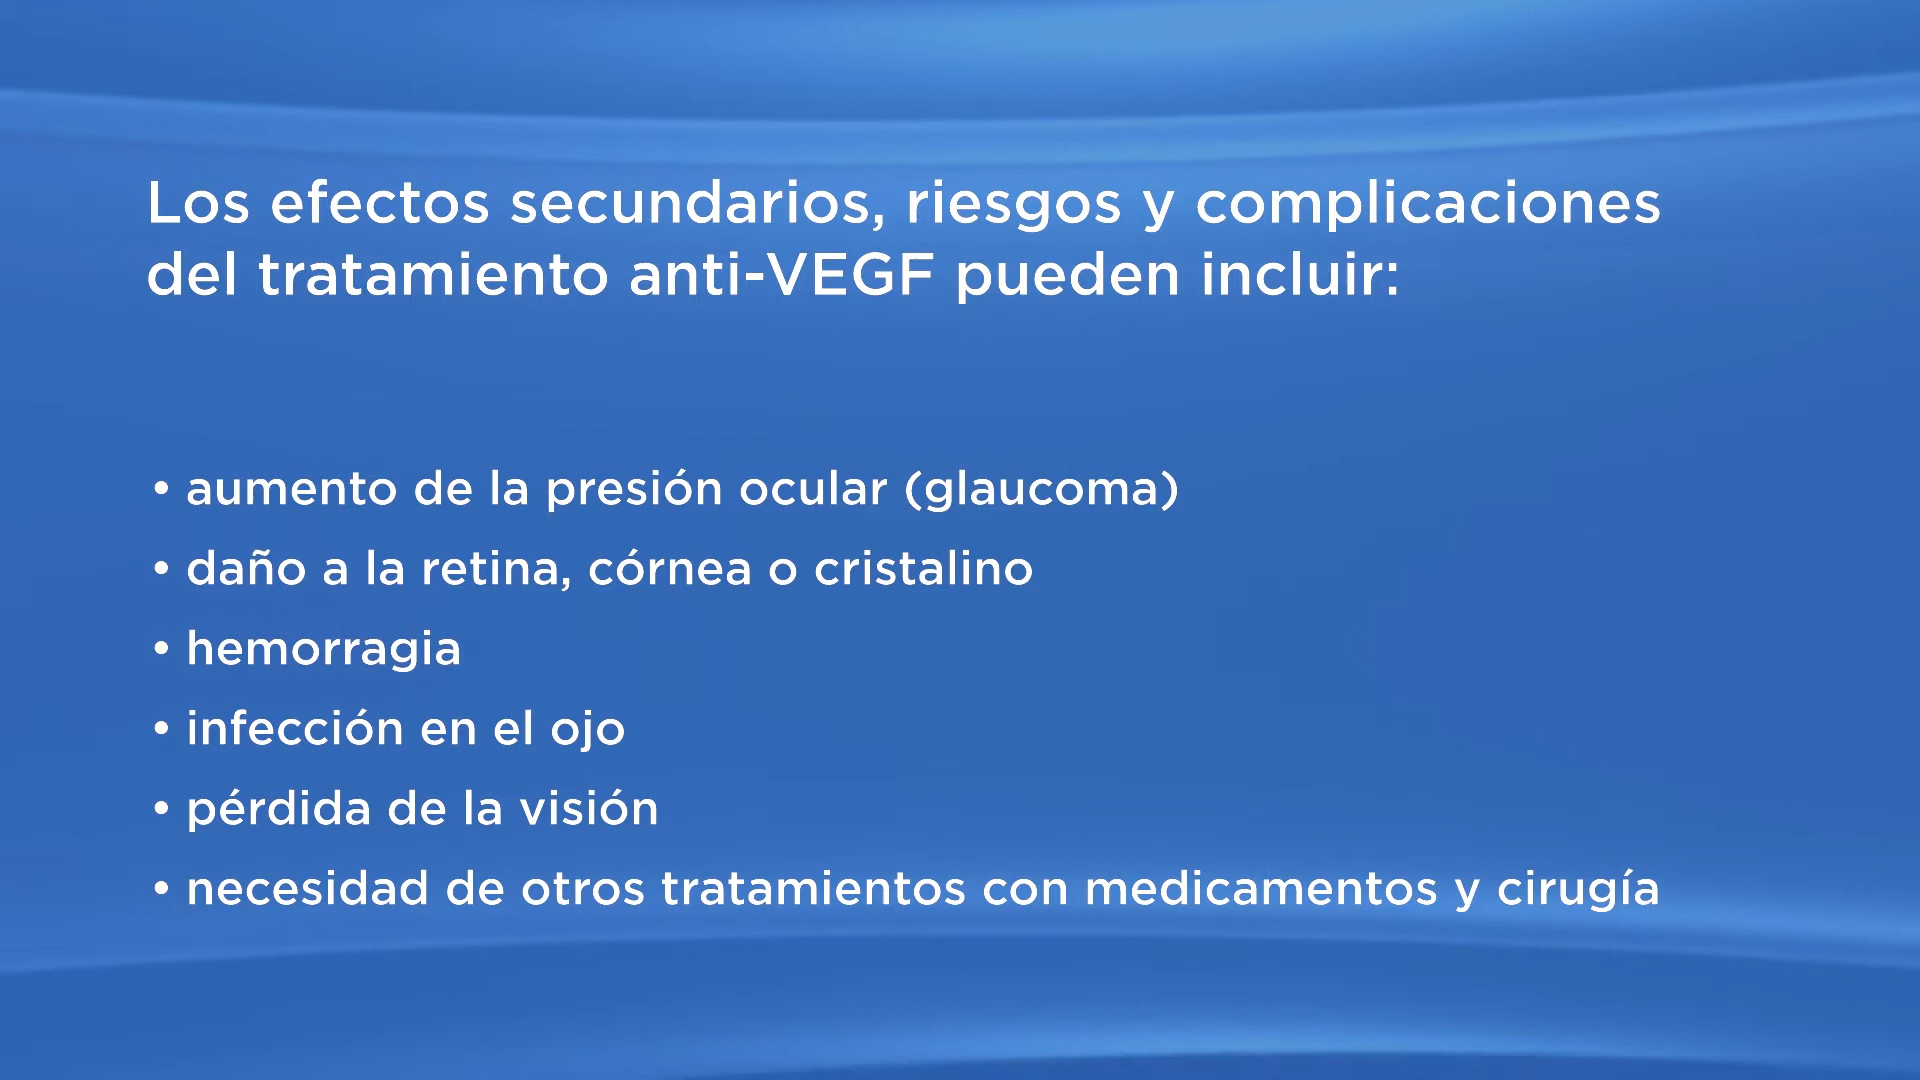 Los efectos secundarios, riesgos y complicaciones
del tratamiento anti-VEGF pueden incluir:
• aumento de la presión ocular (glaucoma)
• daño a la retina, córnea o cristalino
• hemorragia
• infección en el ojo
• pérdida de la visión
• necesidad de otros tratamientos con medicamentos y cirugía